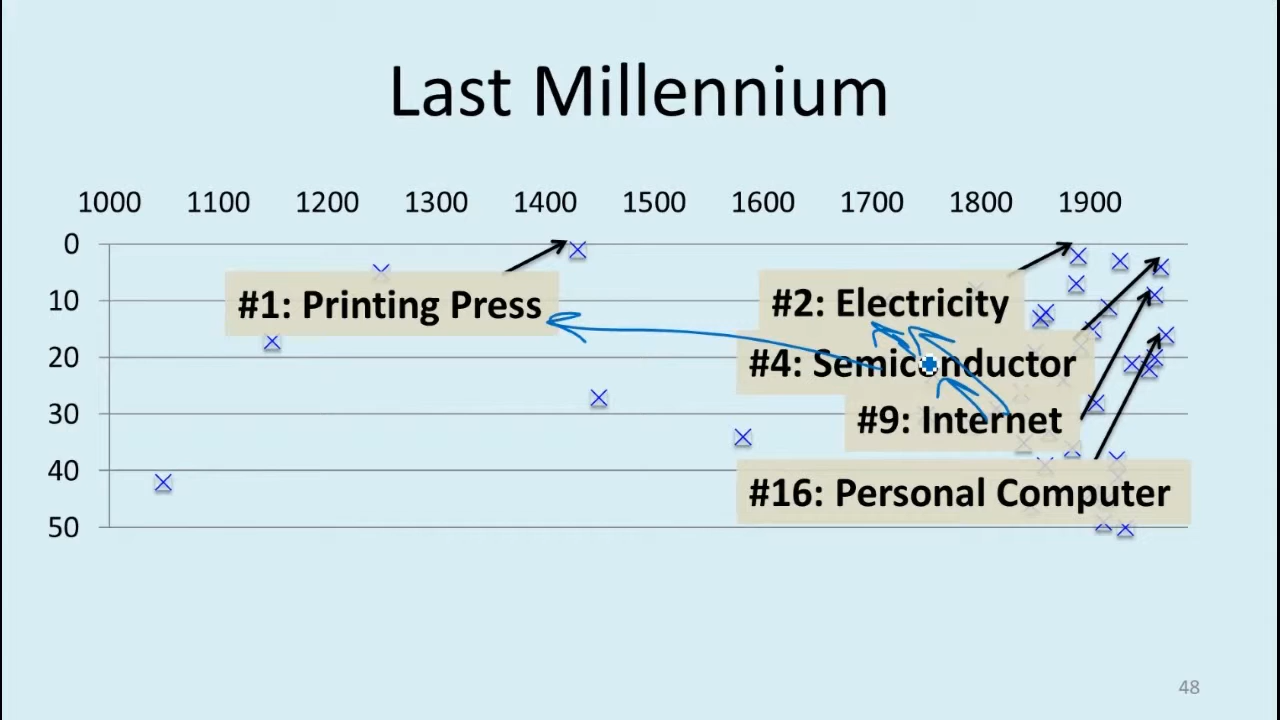 Last Millennium
1000 1100 1200 1300 1400 1500 1600 1700 1800 1900
0
10
20
30
40
50
#1: Printing Press
#2: Electricity
#4: Semiconductor
#9: Internet
#16: Personal Computer
48